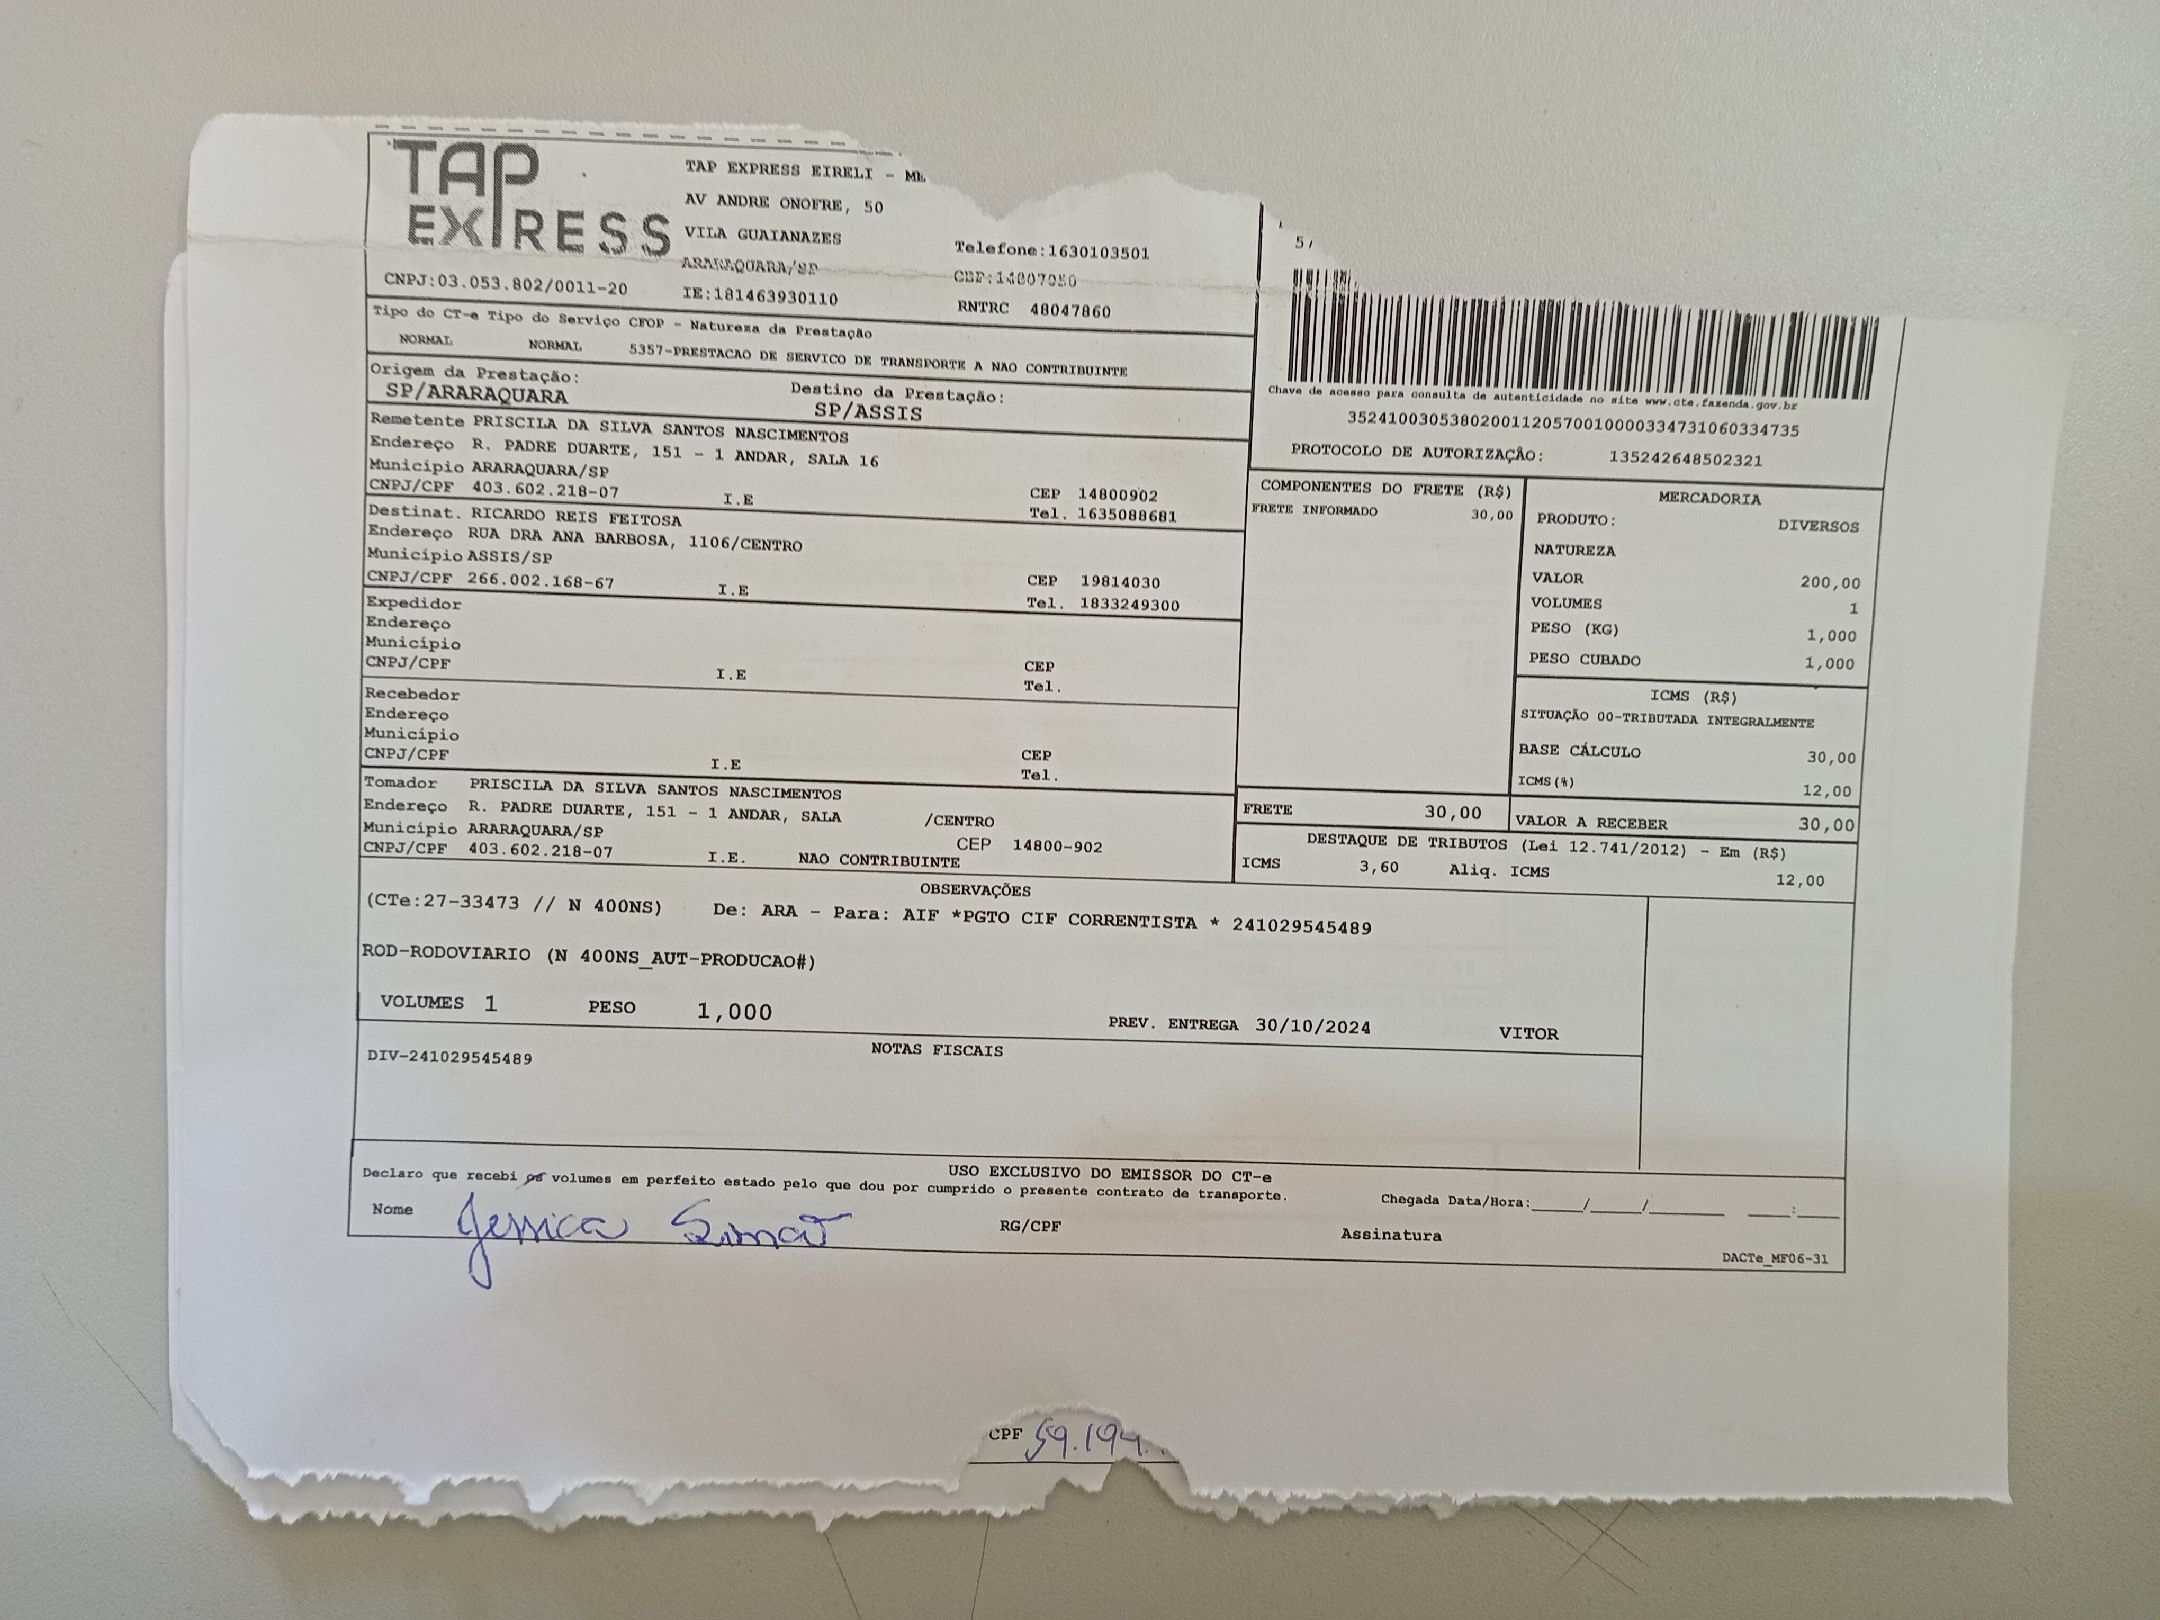 TAP
EXPRESS
TAP EXPRESS EIRELI - ME
AV ANDRE ONOFRE, 50
VILA GUAIANAZES
Telefone:1630103501
ARARAQUARA/SP
CEP:14807050
CNPJ:03.053.802/0011-20
IE:181463930110
RNTRC 48047860
Tipo do CT-e Tipo do Serviço CFOP - Natureza da Prestação
NORMAL NORMAL 5357-PRESTACAO DE SERVICO DE TRANSPORTE A NAO CONTRIBUINTE
Origem da Prestação: Destino da Prestação:
SP/ARARAQUARA SP/ASSIS
Chave de acesso para consulta de autenticidade no site www.cte.fazenda.gov.br
35241003053802001120570010000334731060334735
PROTOCOLO DE AUTORIZAÇÃO: 135242648502321
Remetente PRISCILA DA SILVA SANTOS NASCIMENTOS
Endereço R. PADRE DUARTE, 151 - 1 ANDAR, SALA 16
Município ARARAQUARA/SP CEP 14800902
CNPJ/CPF 403.602.218-07 I.E Tel. 1635088681
Destinat. RICARDO REIS FEITOSA
Endereço RUA DRA ANA BARBOSA, 1106/CENTRO
Município ASSIS/SP CEP 19814030
CNPJ/CPF 266.002.168-67 I.E Tel. 1833249300
Expedidor
Endereço
Município CEP
CNPJ/CPF I.E Tel.
Recebedor
Endereço
Município CEP
CNPJ/CPF I.E Tel.
Tomador PRISCILA DA SILVA SANTOS NASCIMENTOS
Endereço R. PADRE DUARTE, 151 - 1 ANDAR, SALA /CENTRO
Município ARARAQUARA/SP CEP 14800-902
CNPJ/CPF 403.602.218-07 I.E. NAO CONTRIBUINTE
COMPONENTES DO FRETE (R$)
FRETE INFORMADO 30,00
MERCADORIA
PRODUTO: DIVERSOS
NATUREZA
VALOR 200,00
VOLUMES 1
PESO (KG) 1,000
PESO CUBADO 1,000
ICMS (R$)
SITUAÇÃO 00-TRIBUTADA INTEGRALMENTE
BASE CÁLCULO 30,00
ICMS(%) 12,00
FRETE 30,00 VALOR A RECEBER 30,00
DESTAQUE DE TRIBUTOS (Lei 12.741/2012) - Em (R$)
ICMS 3,60 Aliq. ICMS 12,00
OBSERVAÇÕES
(CTe:27-33473 // N 400NS) De: ARA - Para: AIF *PGTO CIF CORRENTISTA * 241029545489
ROD-RODOVIARIO (N 400NS_AUT-PRODUCAO#)
VOLUMES 1 PESO 1,000 PREV. ENTREGA 30/10/2024 VITOR
NOTAS FISCAIS
DIV-241029545489
USO EXCLUSIVO DO EMISSOR DO CT-e
Declaro que recebi os volumes em perfeito estado pelo que dou por cumprido o presente contrato de transporte.
Chegada Data/Hora:_____/_____/_______ ____:____
Nome Jessica Simão RG/CPF Assinatura
DACTe_MF06-31
CPF 59.194